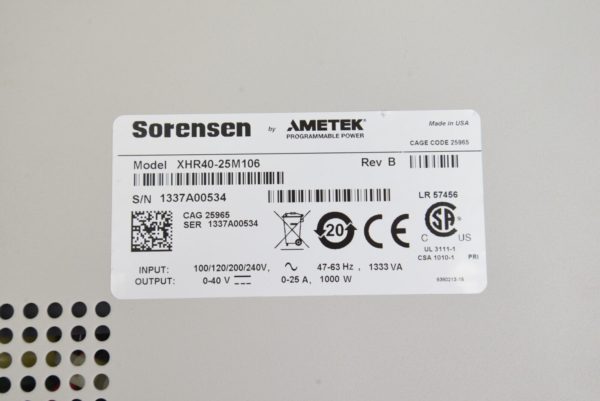 Sorensen by AMETEK®
PROGRAMMABLE POWER
Made in USA
CAGE CODE 25965
Model XHR40-25M106 Rev B
S/N 1337A00534
LR 57456
CAG 25965
SER 1337A00534
20
CE
SA
C US
UL 3111-1
CSA 1010-1 PRI
INPUT: 100/120/200/240V, 47-63 Hz , 1333 VA
OUTPUT: 0-40 V 0-25 A, 1000 W